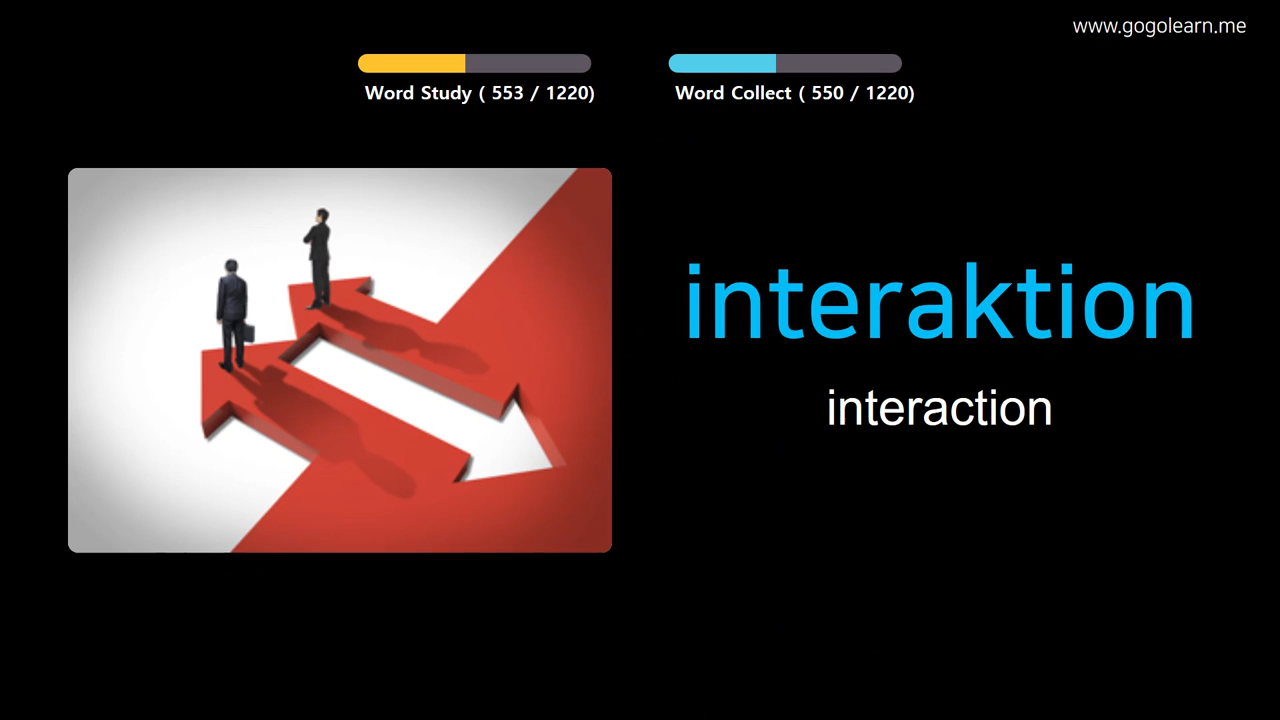 www.gogolearn.me
Word Study ( 553 / 1220)
Word Collect ( 550 / 1220)
interaktion
interaction